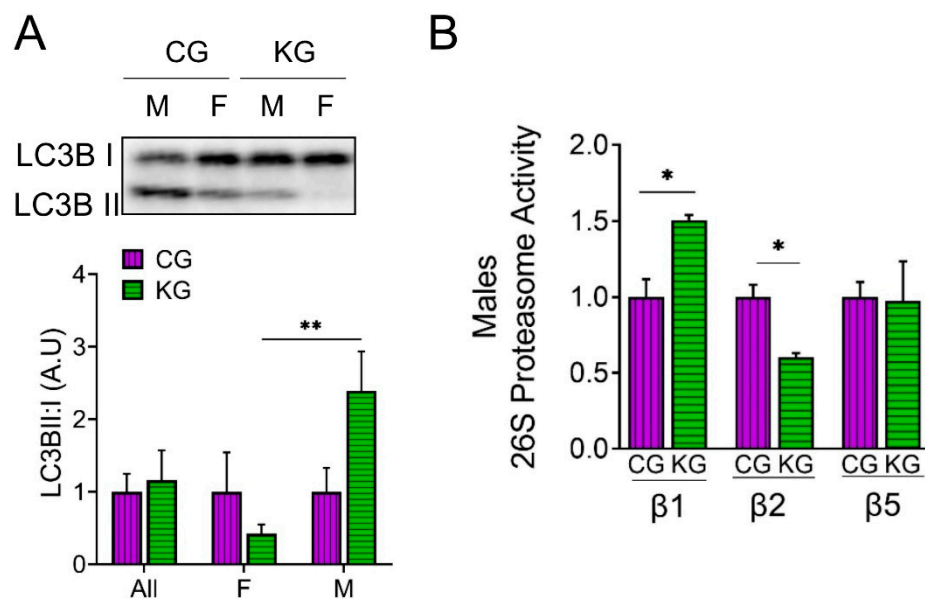 A
CG KG
M F M F
LC3B I
LC3B II
CG
KG
LC3BII:I (A.U)
4
3
2
1
0
**
All F M
B
Males
26S Proteasome Activity
2.0
1.5
1.0
0.5
0.0
*
*
CG KG CG KG CG KG
β1 β2 β5